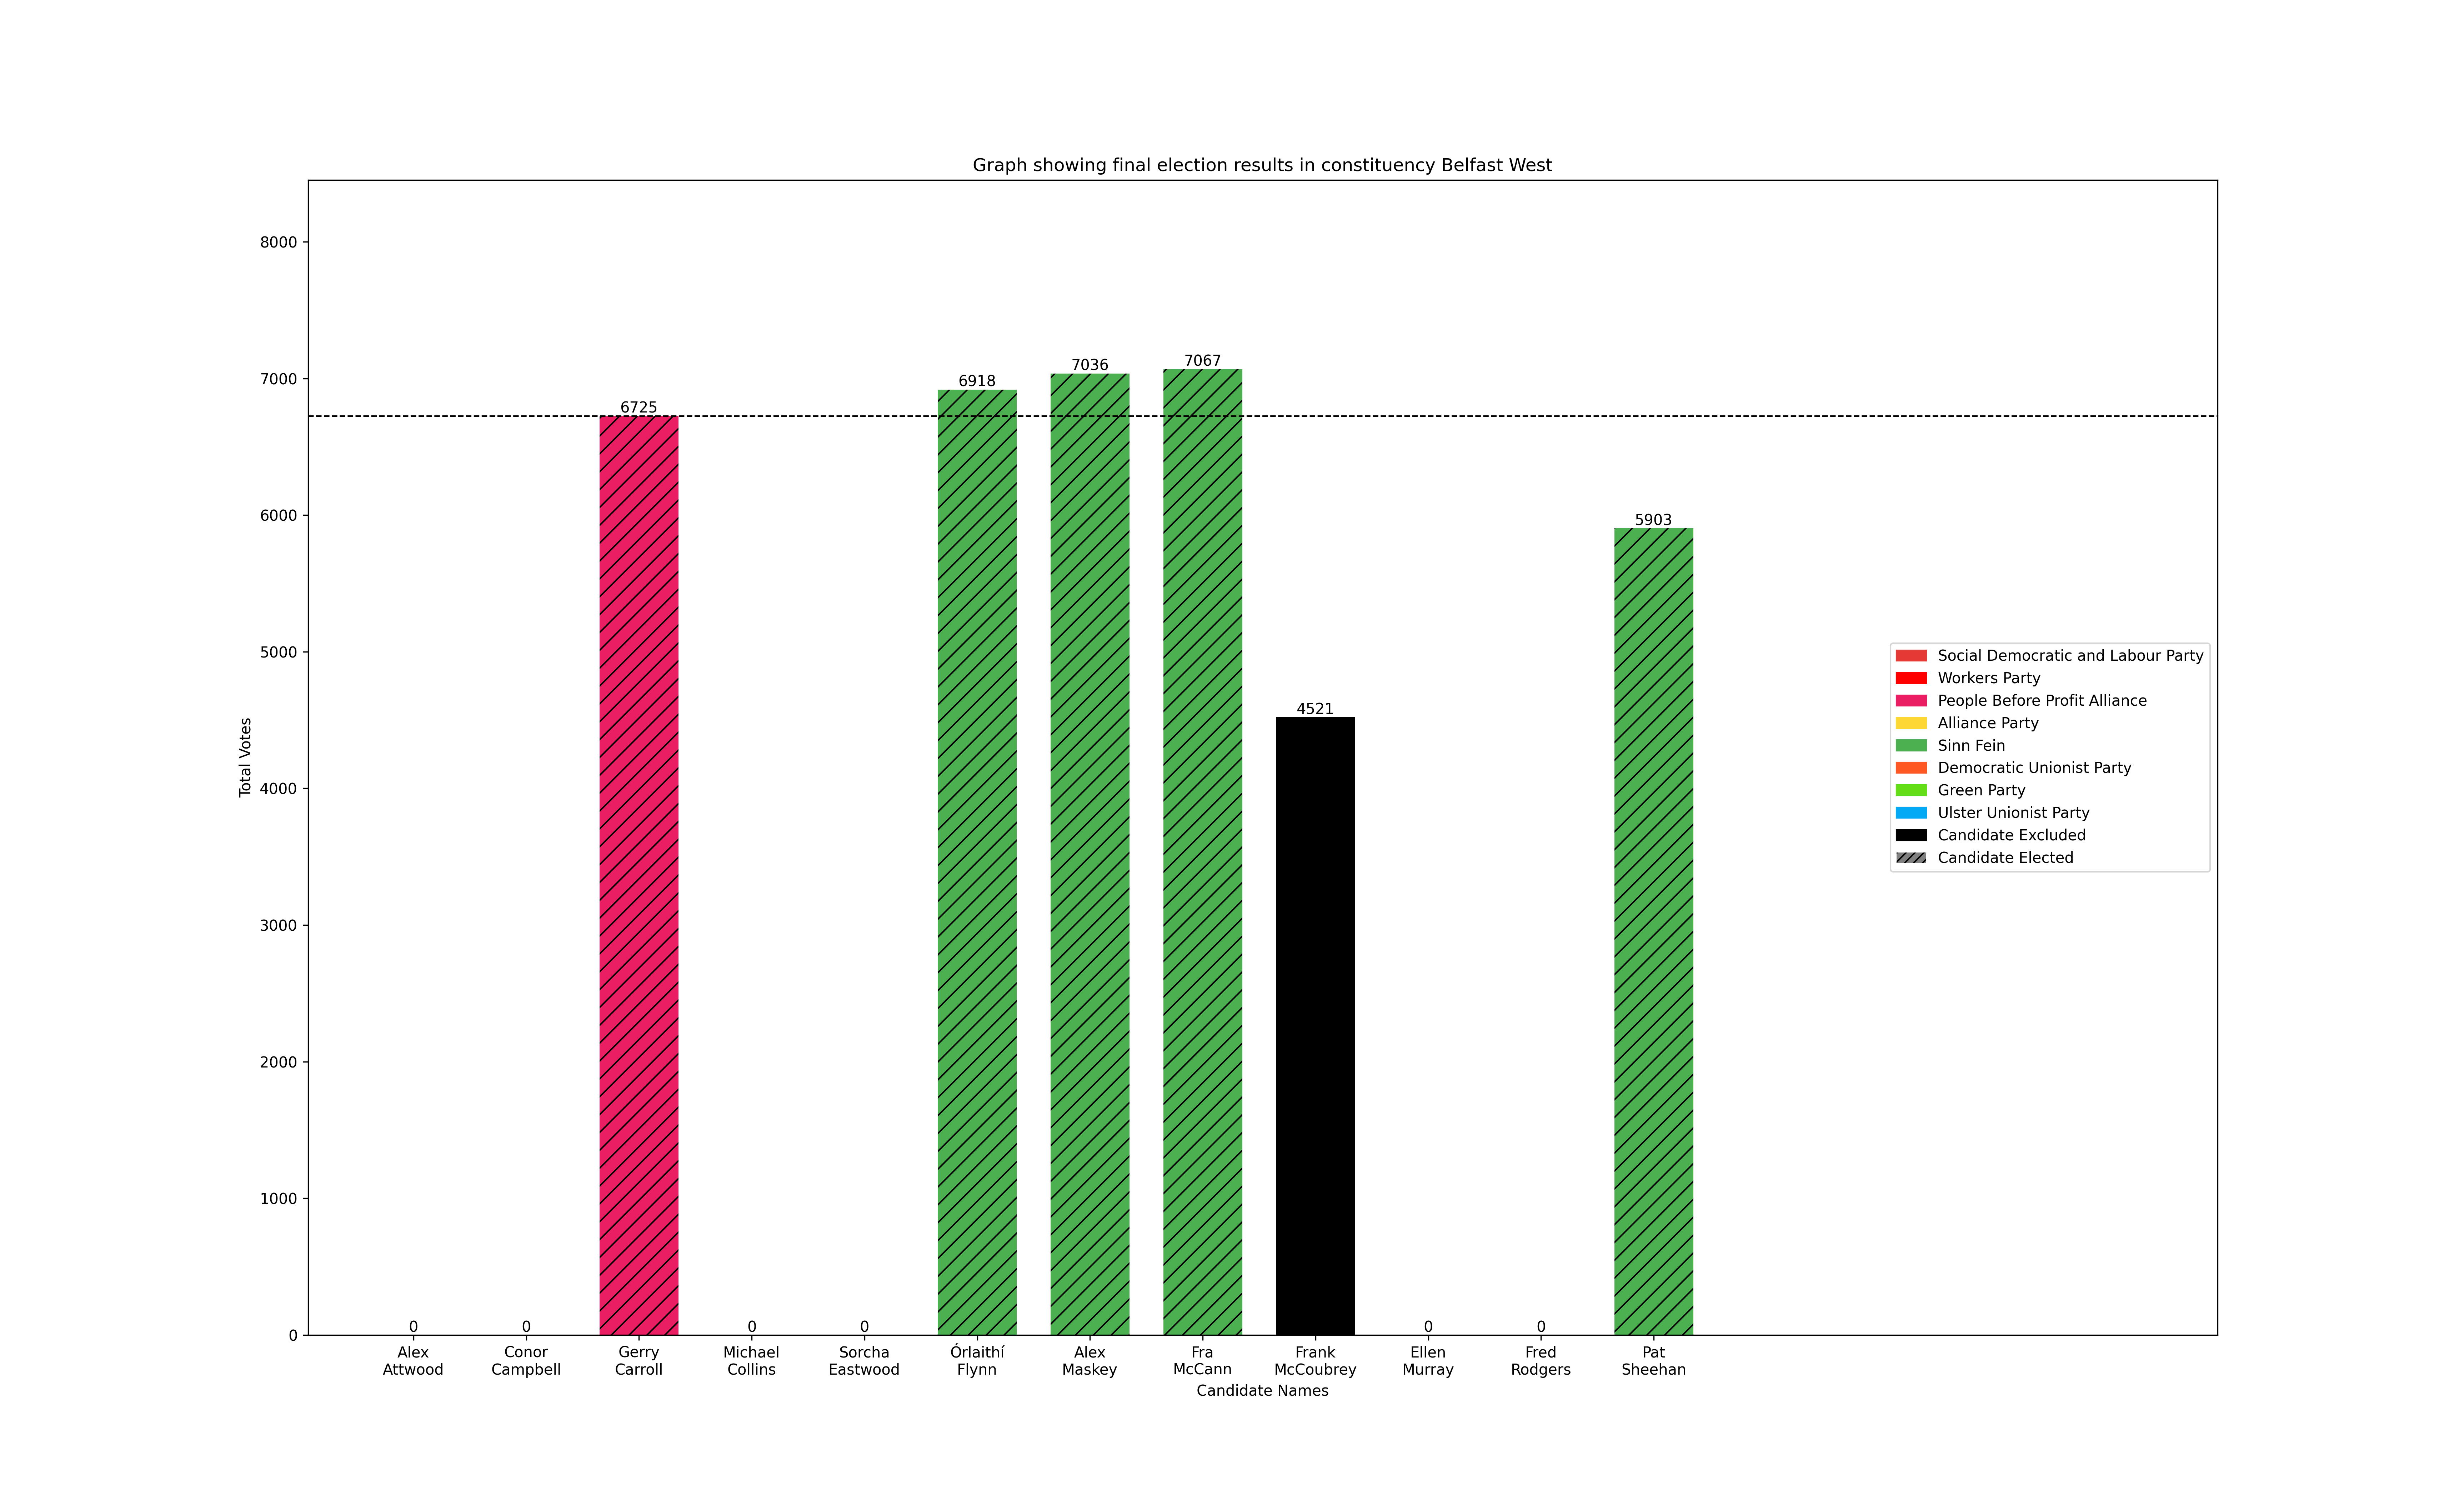 Graph showing final election results in constituency Belfast West
Total Votes
8000
7000
6000
5000
4000
3000
2000
1000
0
0
0
6725
0
0
6918
7036
7067
4521
0
0
5903
Social Democratic and Labour Party
Workers Party
People Before Profit Alliance
Alliance Party
Sinn Fein
Democratic Unionist Party
Green Party
Ulster Unionist Party
Candidate Excluded
Candidate Elected
Alex
Attwood
Conor
Campbell
Gerry
Carroll
Michael
Collins
Sorcha
Eastwood
Órlaithí
Flynn
Alex
Maskey
Fra
McCann
Frank
McCoubrey
Ellen
Murray
Fred
Rodgers
Pat
Sheehan
Candidate Names